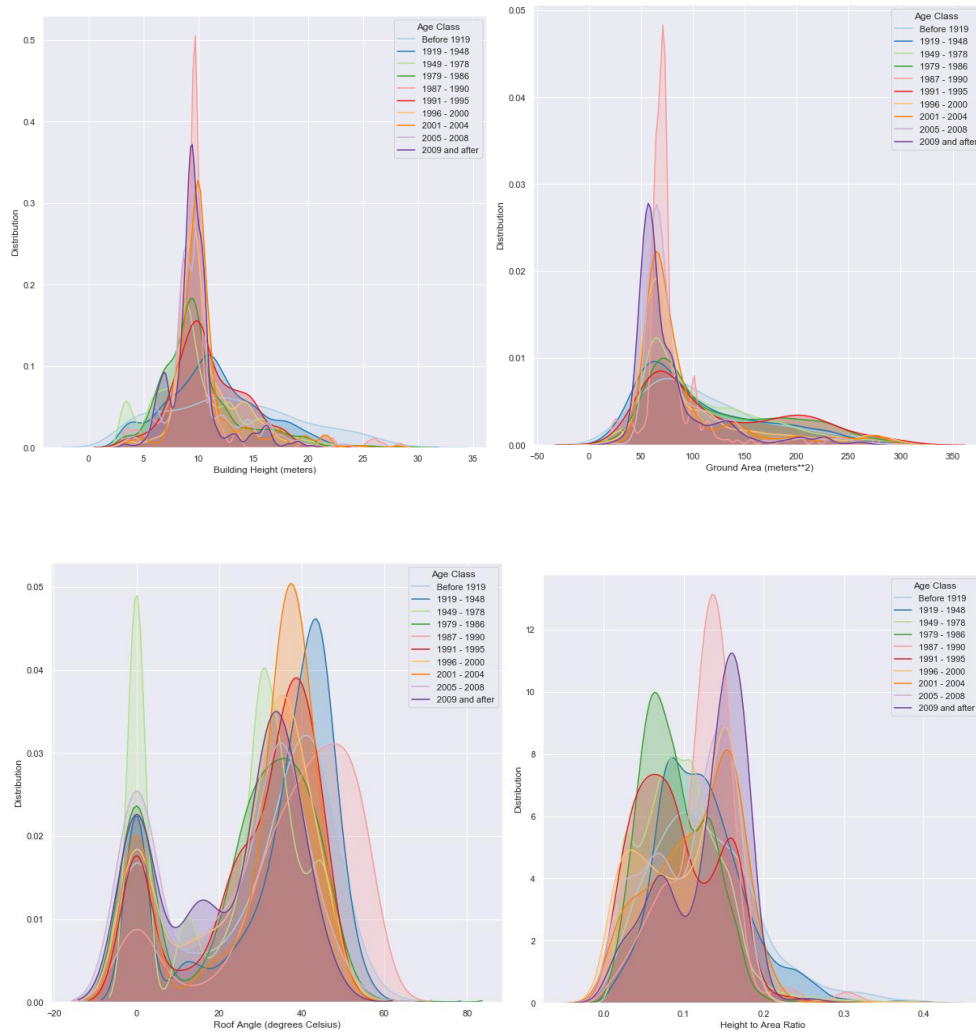 Age Class
Before 1919
1919 - 1948
1949 - 1978
1979 - 1986
1987 - 1990
1991 - 1995
1996 - 2000
2001 - 2004
2005 - 2008
2009 and after
0.5
0.4
0.3
0.2
0.1
0.0
Distribution
0
5
10
15
20
25
30
35
Building Height (meters)
Age Class
Before 1919
1919 - 1948
1949 - 1978
1979 - 1986
1987 - 1990
1991 - 1995
1996 - 2000
2001 - 2004
2005 - 2008
2009 and after
0.05
0.04
0.03
0.02
0.01
0.00
Distribution
-50
0
50
100
150
200
250
300
350
Ground Area (meters**2)
Age Class
Before 1919
1919 - 1948
1949 - 1978
1979 - 1986
1987 - 1990
1991 - 1995
1996 - 2000
2001 - 2004
2005 - 2008
2009 and after
0.05
0.04
0.03
0.02
0.01
0.00
Distribution
-20
0
20
40
60
80
Roof Angle (degrees Celsius)
Age Class
Before 1919
1919 - 1948
1949 - 1978
1979 - 1986
1987 - 1990
1991 - 1995
1996 - 2000
2001 - 2004
2005 - 2008
2009 and after
12
10
8
6
4
2
0
Distribution
0.0
0.1
0.2
0.3
0.4
Height to Area Ratio